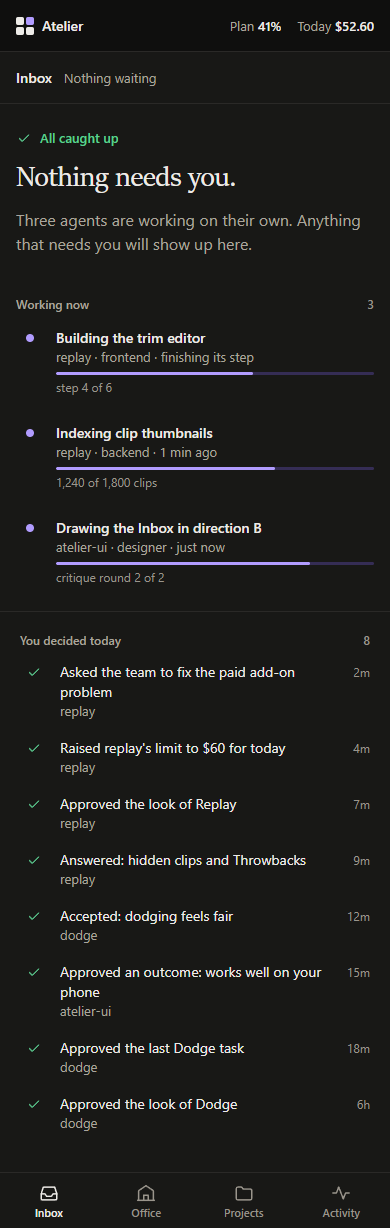 Atelier
Plan 41% Today $52.60
Inbox Nothing waiting
All caught up
Nothing needs you.
Three agents are working on their own. Anything
that needs you will show up here.
Working now 3
Building the trim editor
replay · frontend · finishing its step
step 4 of 6
Indexing clip thumbnails
replay · backend · 1 min ago
1,240 of 1,800 clips
Drawing the Inbox in direction B
atelier-ui · designer · just now
critique round 2 of 2
You decided today 8
Asked the team to fix the paid add-on 2m
problem
replay
Raised replay's limit to $60 for today 4m
replay
Approved the look of Replay 7m
replay
Answered: hidden clips and Throwbacks 9m
replay
Accepted: dodging feels fair 12m
dodge
Approved an outcome: works well on your 15m
phone
atelier-ui
Approved the last Dodge task 18m
dodge
Approved the look of Dodge 6h
dodge
Inbox Office Projects Activity